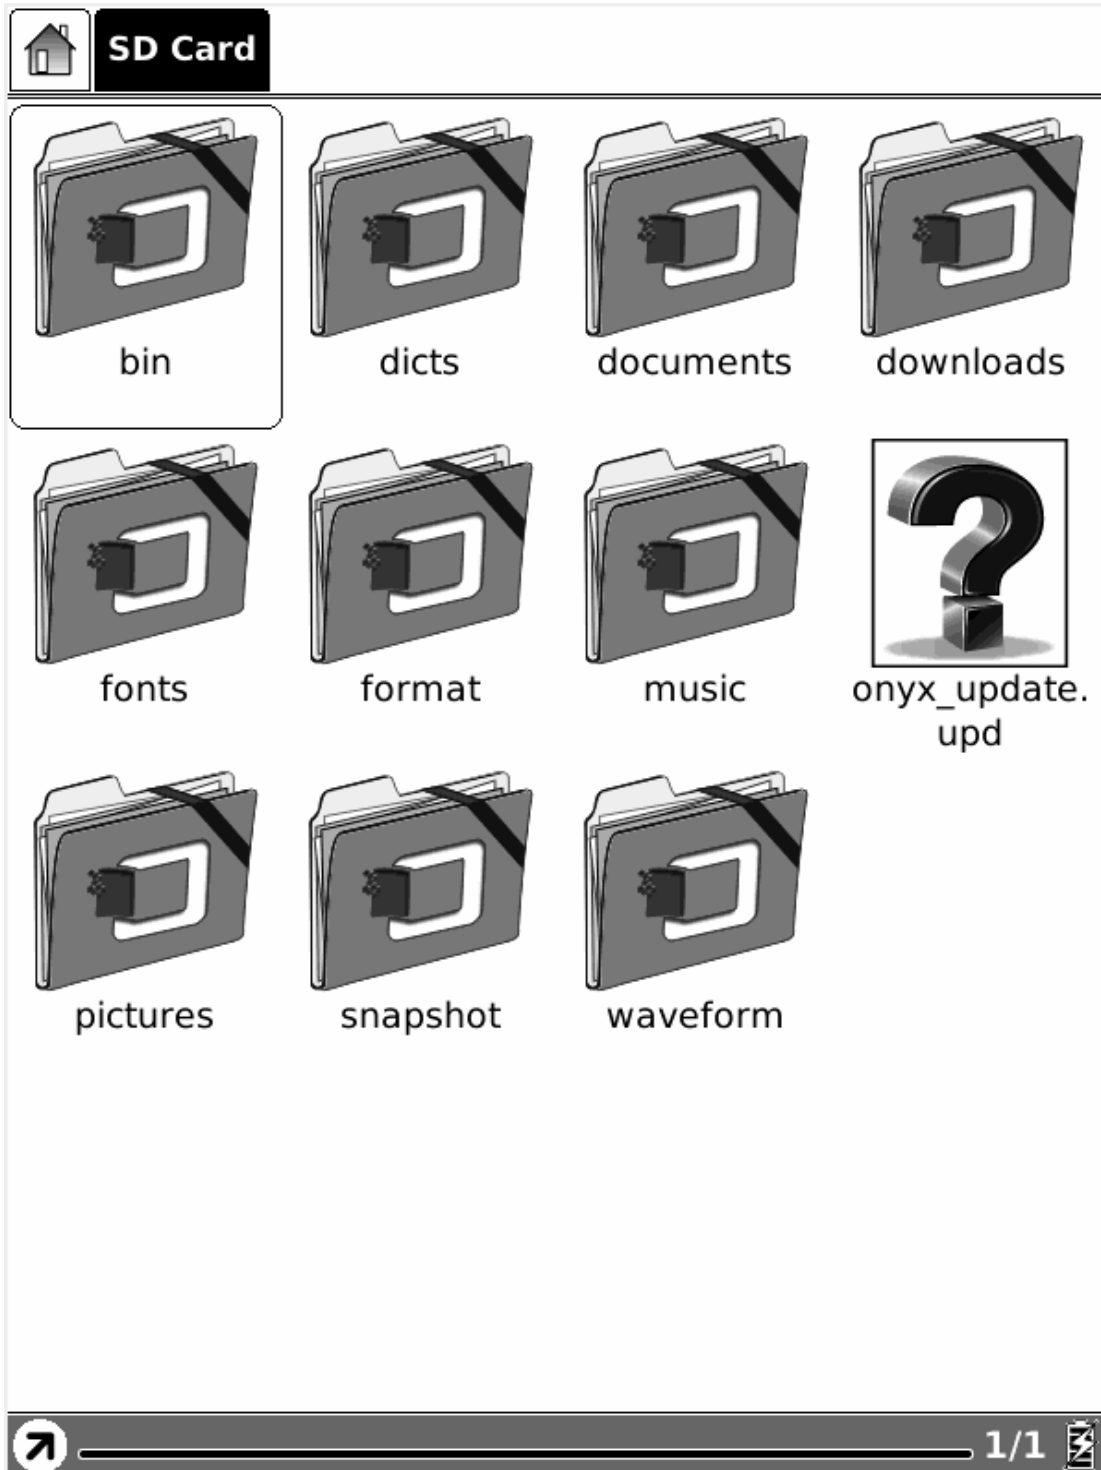 SD Card
bin
dicts
documents
downloads
fonts
format
music
onyx_update.
upd
pictures
snapshot
waveform
1/1